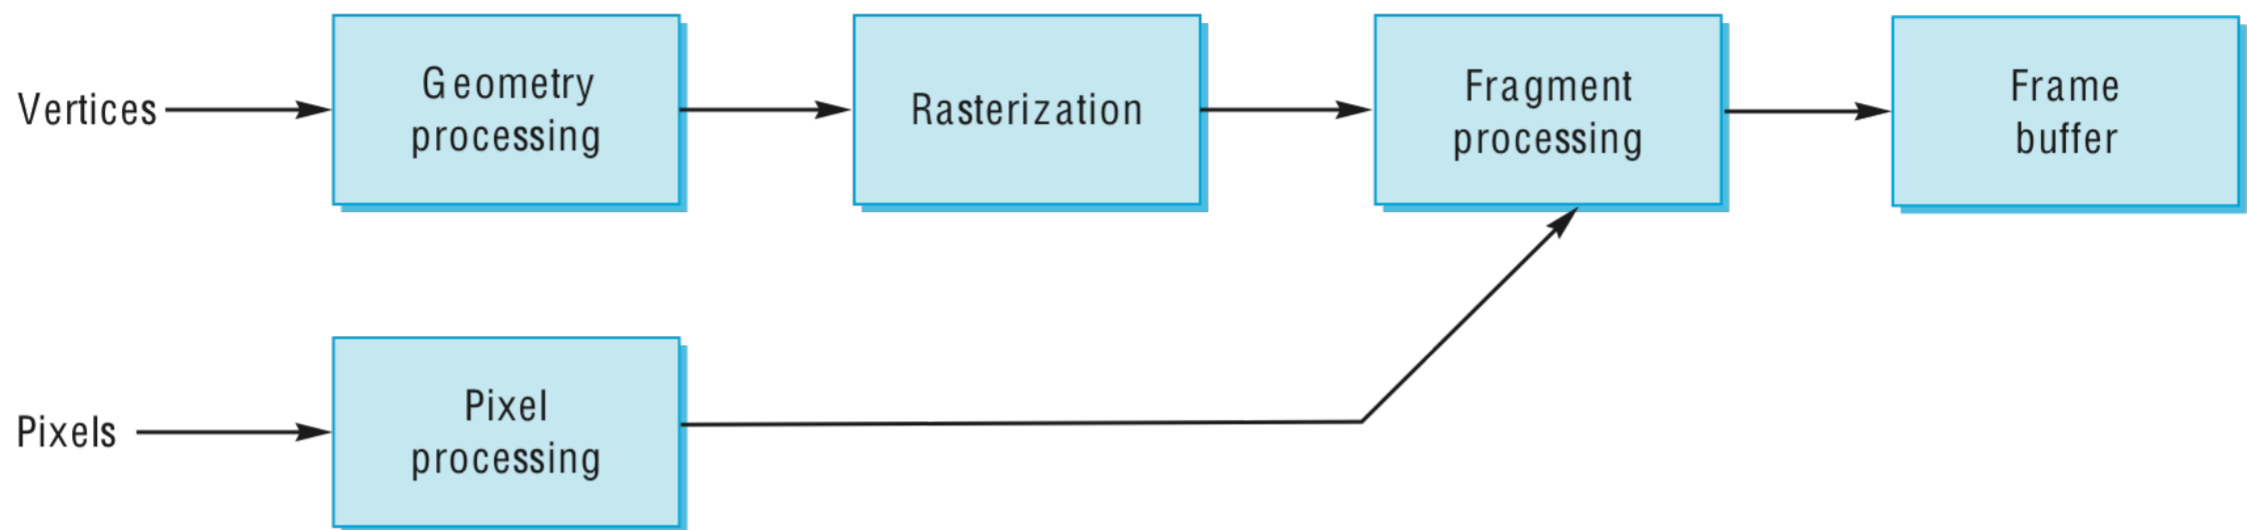 Vertices
Geometry
processing
Rasterization
Fragment
processing
Frame
buffer
Pixels
Pixel
processing